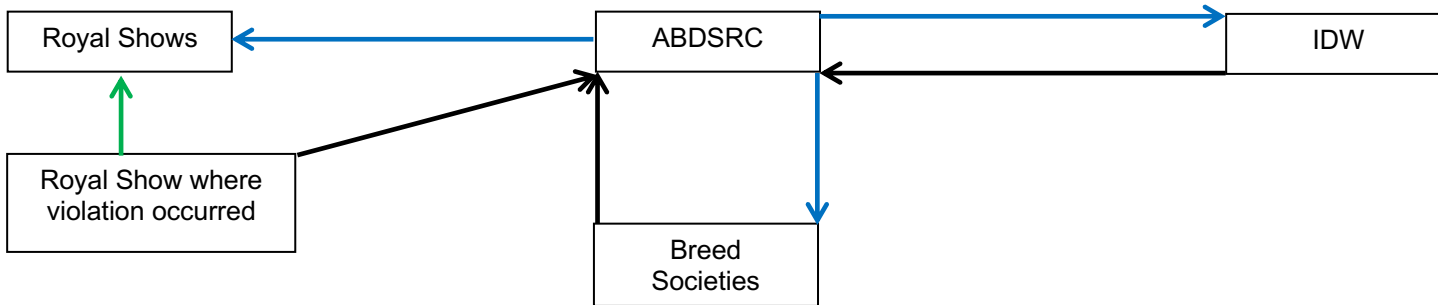 Royal Shows
ABDSRC
IDW
Royal Show where
violation occurred
Breed
Societies